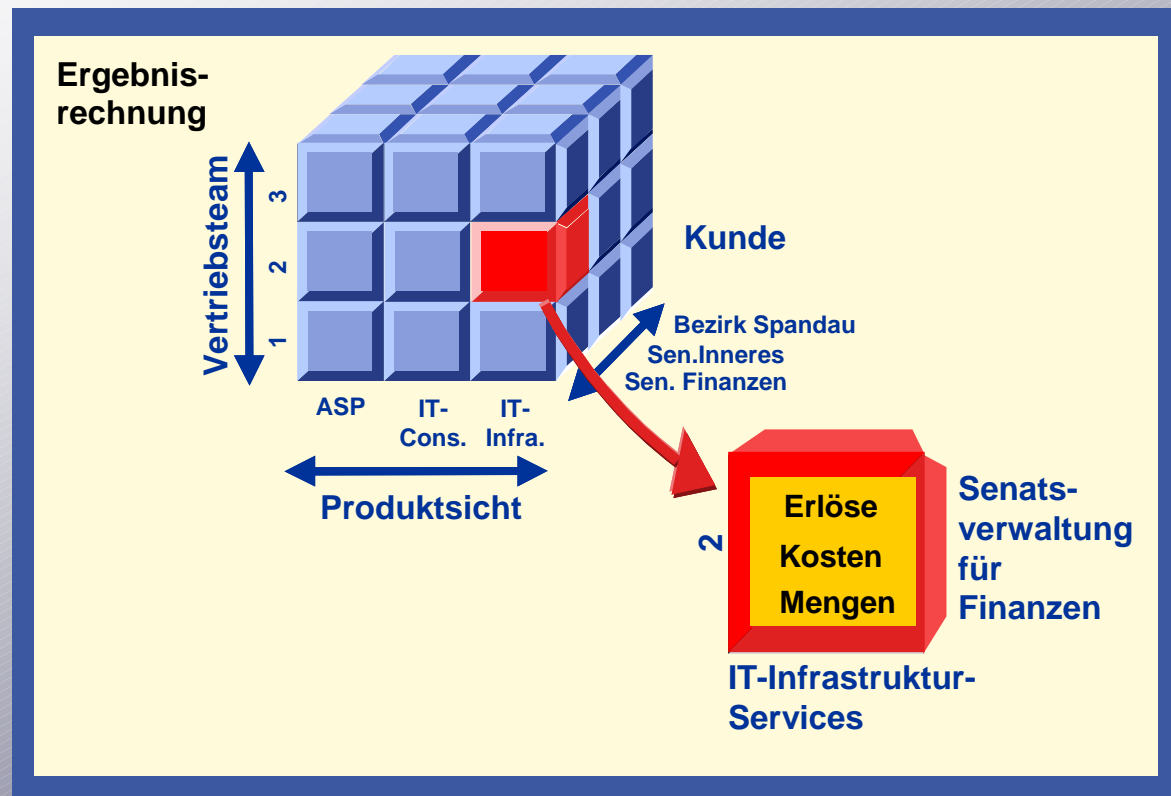 Ergebnis-
rechnung
Vertriebsteam
3
2
1
Kunde
Bezirk Spandau
Sen.Inneres
Sen. Finanzen
ASP
IT-
Cons.
IT-
Infra.
Produktsicht
2
Erlöse
Kosten
Mengen
Senats-
verwaltung
für
Finanzen
IT-Infrastruktur-
Services